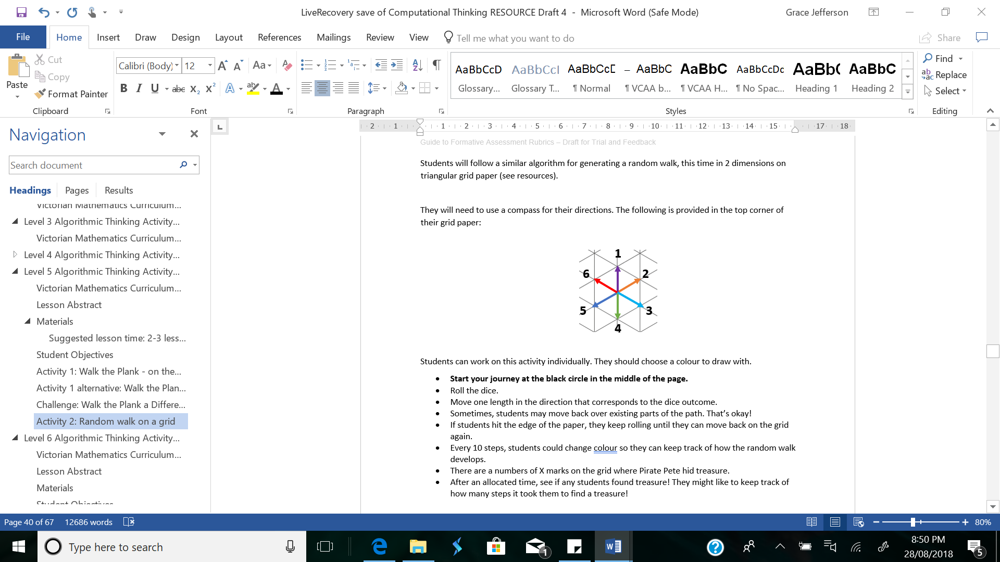 LiveRecovery save of Computational Thinking RESOURCE Draft 4 - Microsoft Word (Safe Mode)
Grace Jefferson
File Home Insert Draw Design Layout References Mailings Review View Tell me what you want to do
Share
Paste
Cut
Copy
Format Painter
Clipboard
Calibri (Body) 12
Aa
B I U abc X₂ X²
Font
Paragraph
AaBbCcD AaBbCcI AaBbCcD – AaBbC AaBbC AaBbCcDc AaBb( AaBbC
Glossary... Glossary T... ¶ Normal ¶ VCAA b... ¶ VCAA H... ¶ No Spac... Heading 1 Heading 2
Styles
Find
Replace
Select
Editing
Navigation
Search document
Headings Pages Results
Victorian Mathematics Curriculum...
Level 3 Algorithmic Thinking Activity...
Victorian Mathematics Curriculum...
Level 4 Algorithmic Thinking Activity...
Level 5 Algorithmic Thinking Activity...
Victorian Mathematics Curriculum...
Lesson Abstract
Materials
Suggested lesson time: 2-3 less...
Student Objectives
Activity 1: Walk the Plank - on the...
Activity 1 alternative: Walk the Plan...
Challenge: Walk the Plank a Differe...
Activity 2: Random walk on a grid
Level 6 Algorithmic Thinking Activity...
Victorian Mathematics Curriculum...
Lesson Abstract
Materials
Student Objectives
2 1 1 2 3 4 5 6 7 8 9 10 11 12 13 14 15 17 18
Guide to Formative Assessment Rubrics – Draft for Trial and Feedback
Students will follow a similar algorithm for generating a random walk, this time in 2 dimensions on
triangular grid paper (see resources).
They will need to use a compass for their directions. The following is provided in the top corner of
their grid paper:
1
6 2
5 3
4
Students can work on this activity individually. They should choose a colour to draw with.
• Start your journey at the black circle in the middle of the page.
• Roll the dice.
• Move one length in the direction that corresponds to the dice outcome.
• Sometimes, students may move back over existing parts of the path. That's okay!
• If students hit the edge of the paper, they keep rolling until they can move back on the grid
again.
• Every 10 steps, students could change colour so they can keep track of how the random walk
develops.
• There are a numbers of X marks on the grid where Pirate Pete hid treasure.
• After an allocated time, see if any students found treasure! They might like to keep track of
how many steps it took them to find a treasure!
Page 40 of 67 12686 words
80%
Type here to search
1
8:50 PM
28/08/2018
5